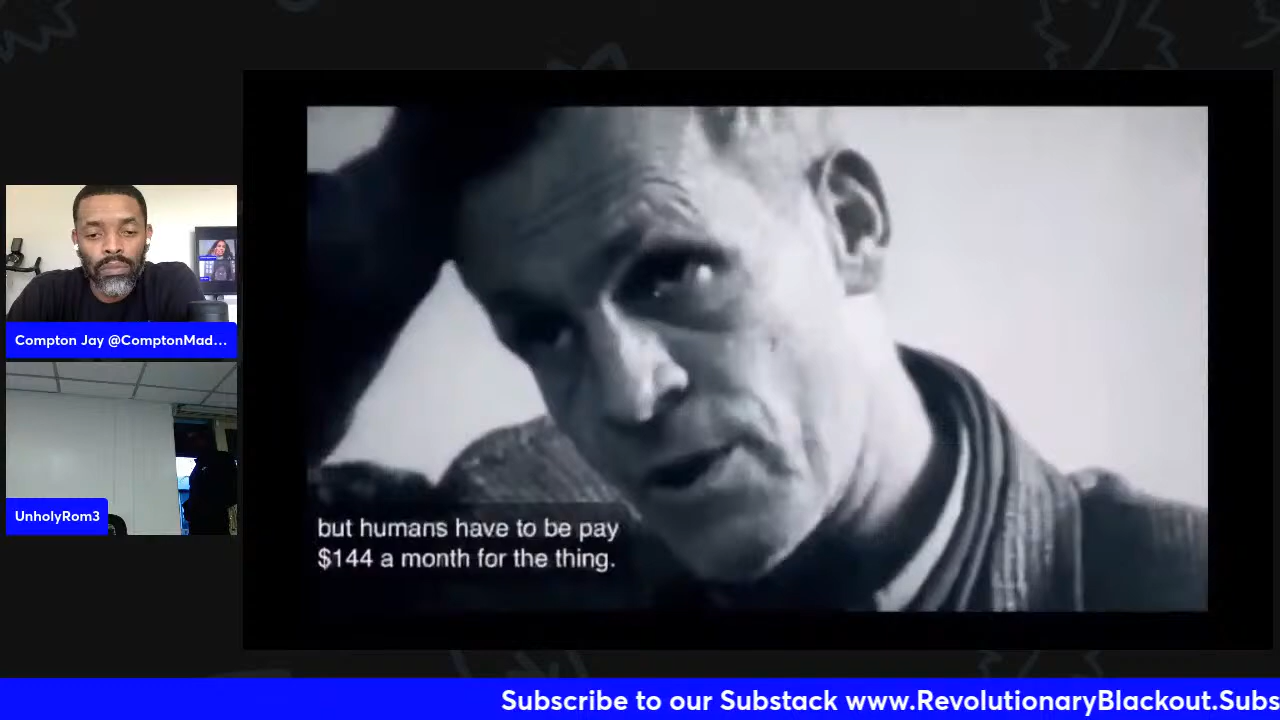 Compton Jay @ComptonMad...
UnholyRom3
but humans have to be pay
$144 a month for the thing.
Subscribe to our Substack www.RevolutionaryBlackout.Subs